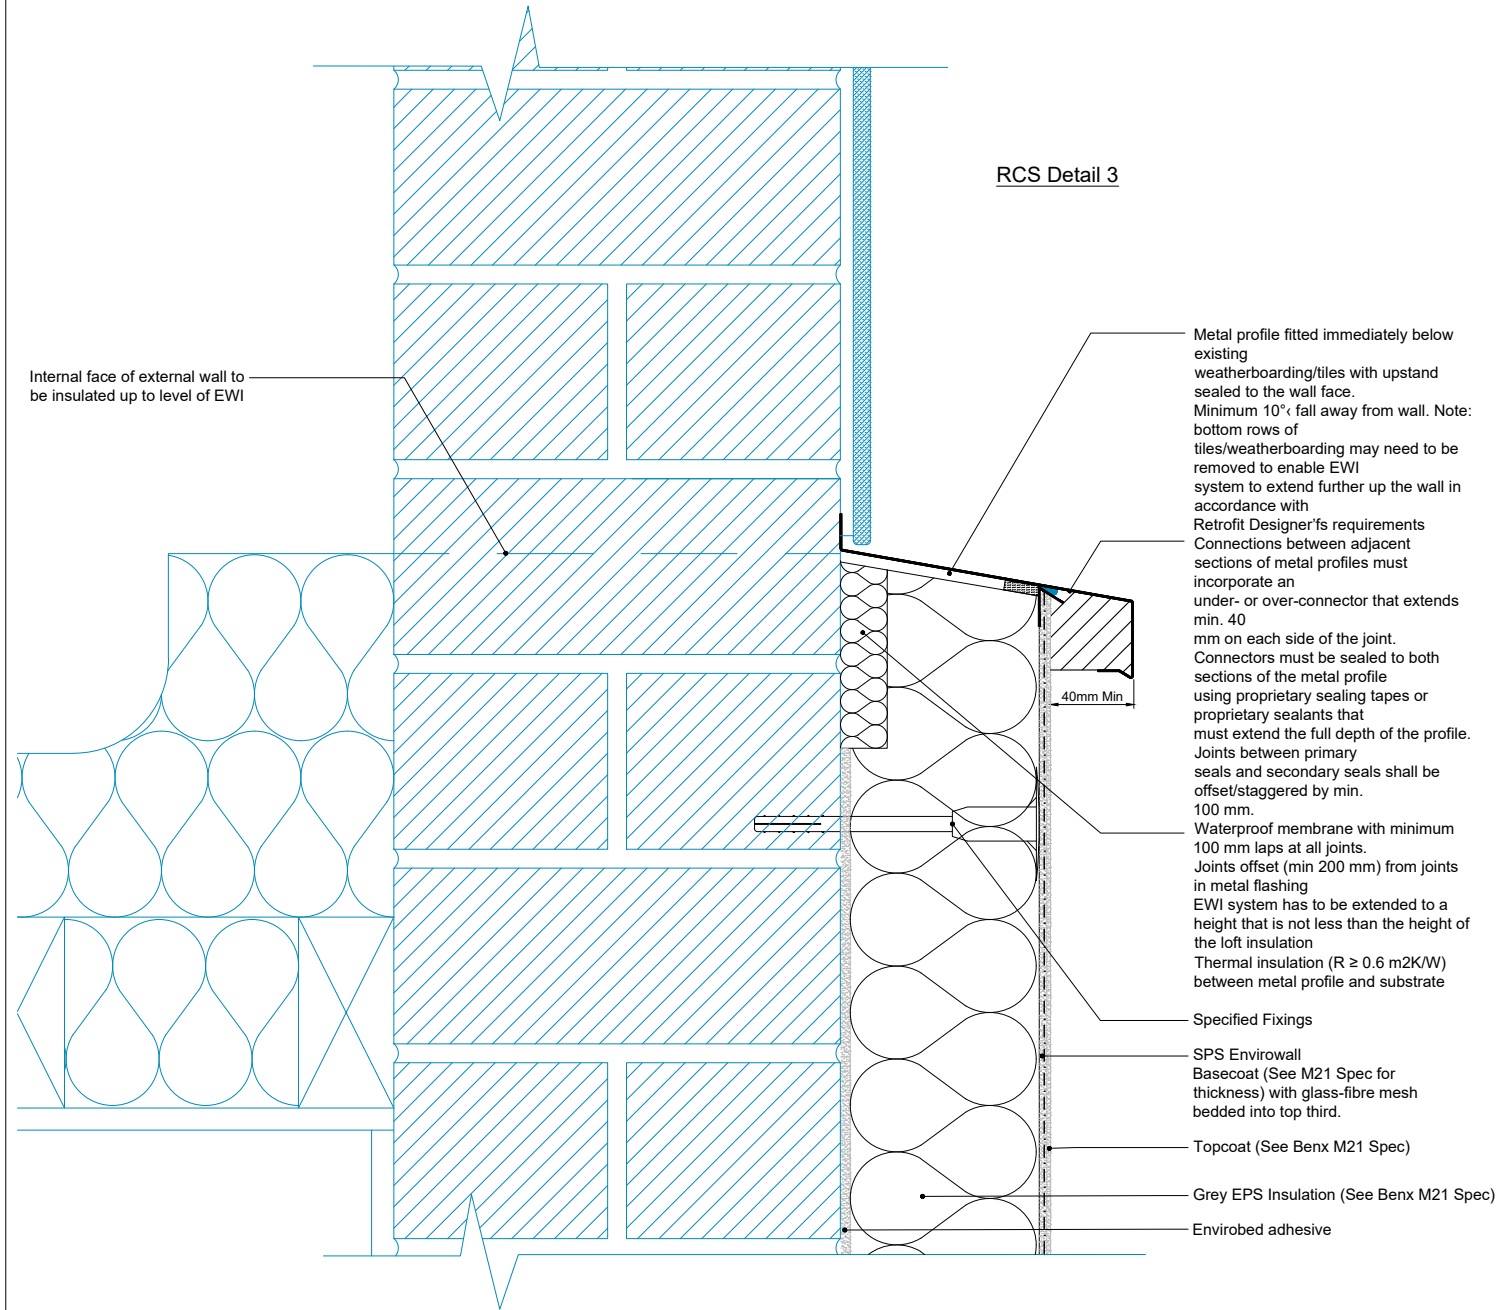 RCS Detail 3
Internal face of external wall to
be insulated up to level of EWI
Metal profile fitted immediately below
existing
weatherboarding/tiles with upstand
sealed to the wall face.
Minimum 10°‹ fall away from wall. Note:
bottom rows of
tiles/weatherboarding may need to be
removed to enable EWI
system to extend further up the wall in
accordance with
Retrofit Designer'fs requirements
Connections between adjacent
sections of metal profiles must
incorporate an
under- or over-connector that extends
min. 40
mm on each side of the joint.
Connectors must be sealed to both
sections of the metal profile
using proprietary sealing tapes or
proprietary sealants that
must extend the full depth of the profile.
Joints between primary
seals and secondary seals shall be
offset/staggered by min.
100 mm.
40mm Min
Waterproof membrane with minimum
100 mm laps at all joints.
Joints offset (min 200 mm) from joints
in metal flashing
EWI system has to be extended to a
height that is not less than the height of
the loft insulation
Thermal insulation (R ≥ 0.6 m2K/W)
between metal profile and substrate
Specified Fixings
SPS Envirowall
Basecoat (See M21 Spec for
thickness) with glass-fibre mesh
bedded into top third.
Topcoat (See Benx M21 Spec)
Grey EPS Insulation (See Benx M21 Spec)
Envirobed adhesive